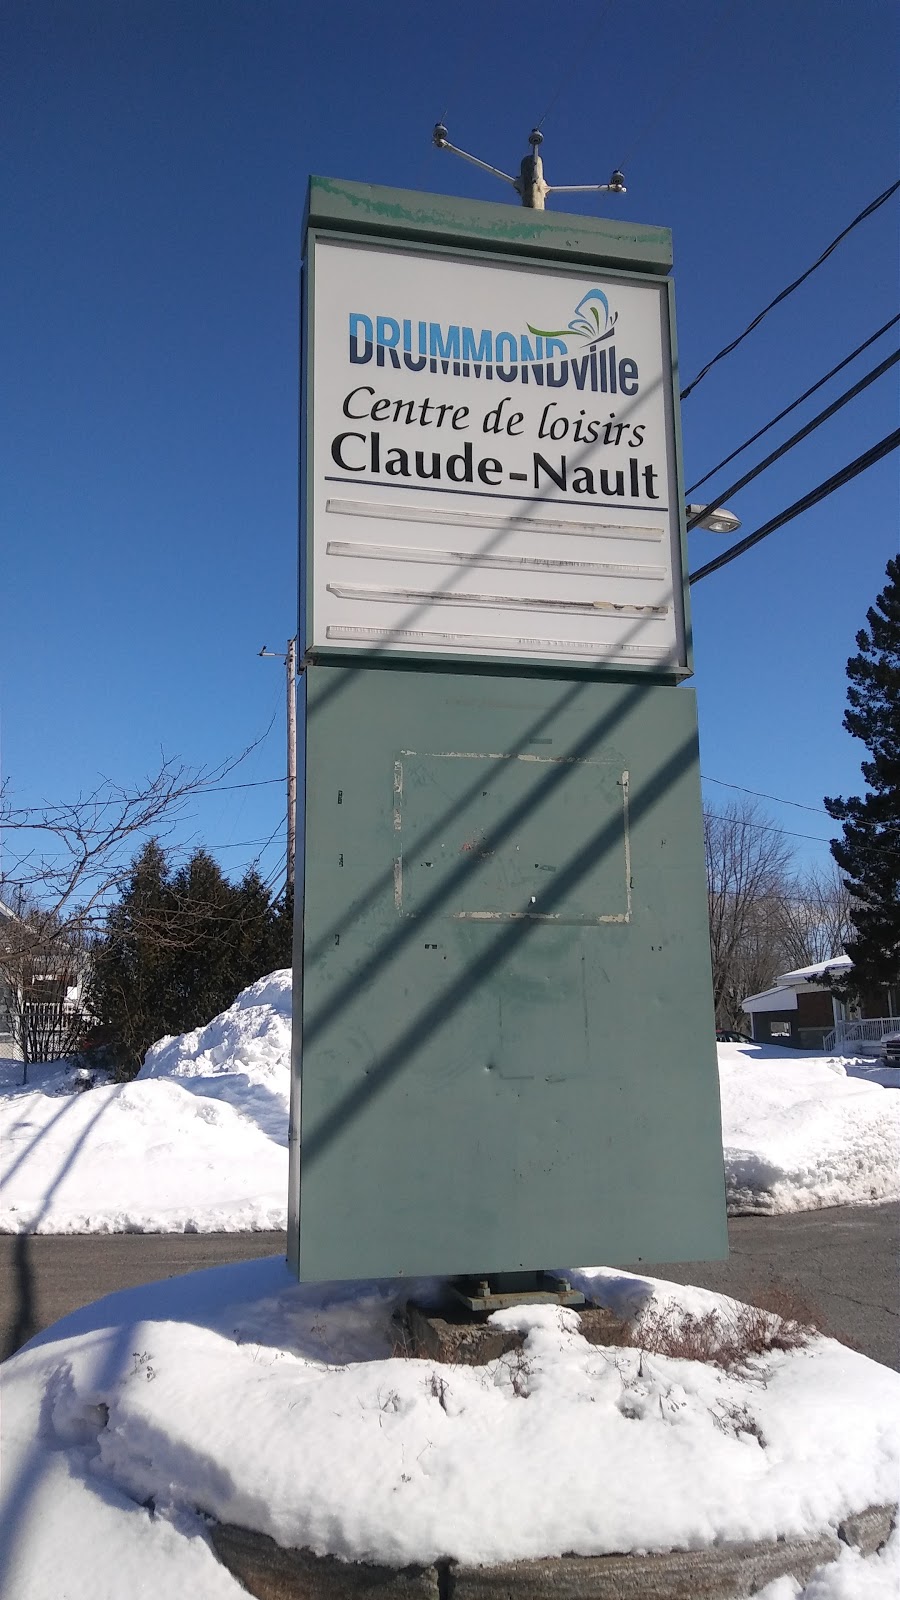 DRUMMONDville
Centre de loisirs
Claude-Nault